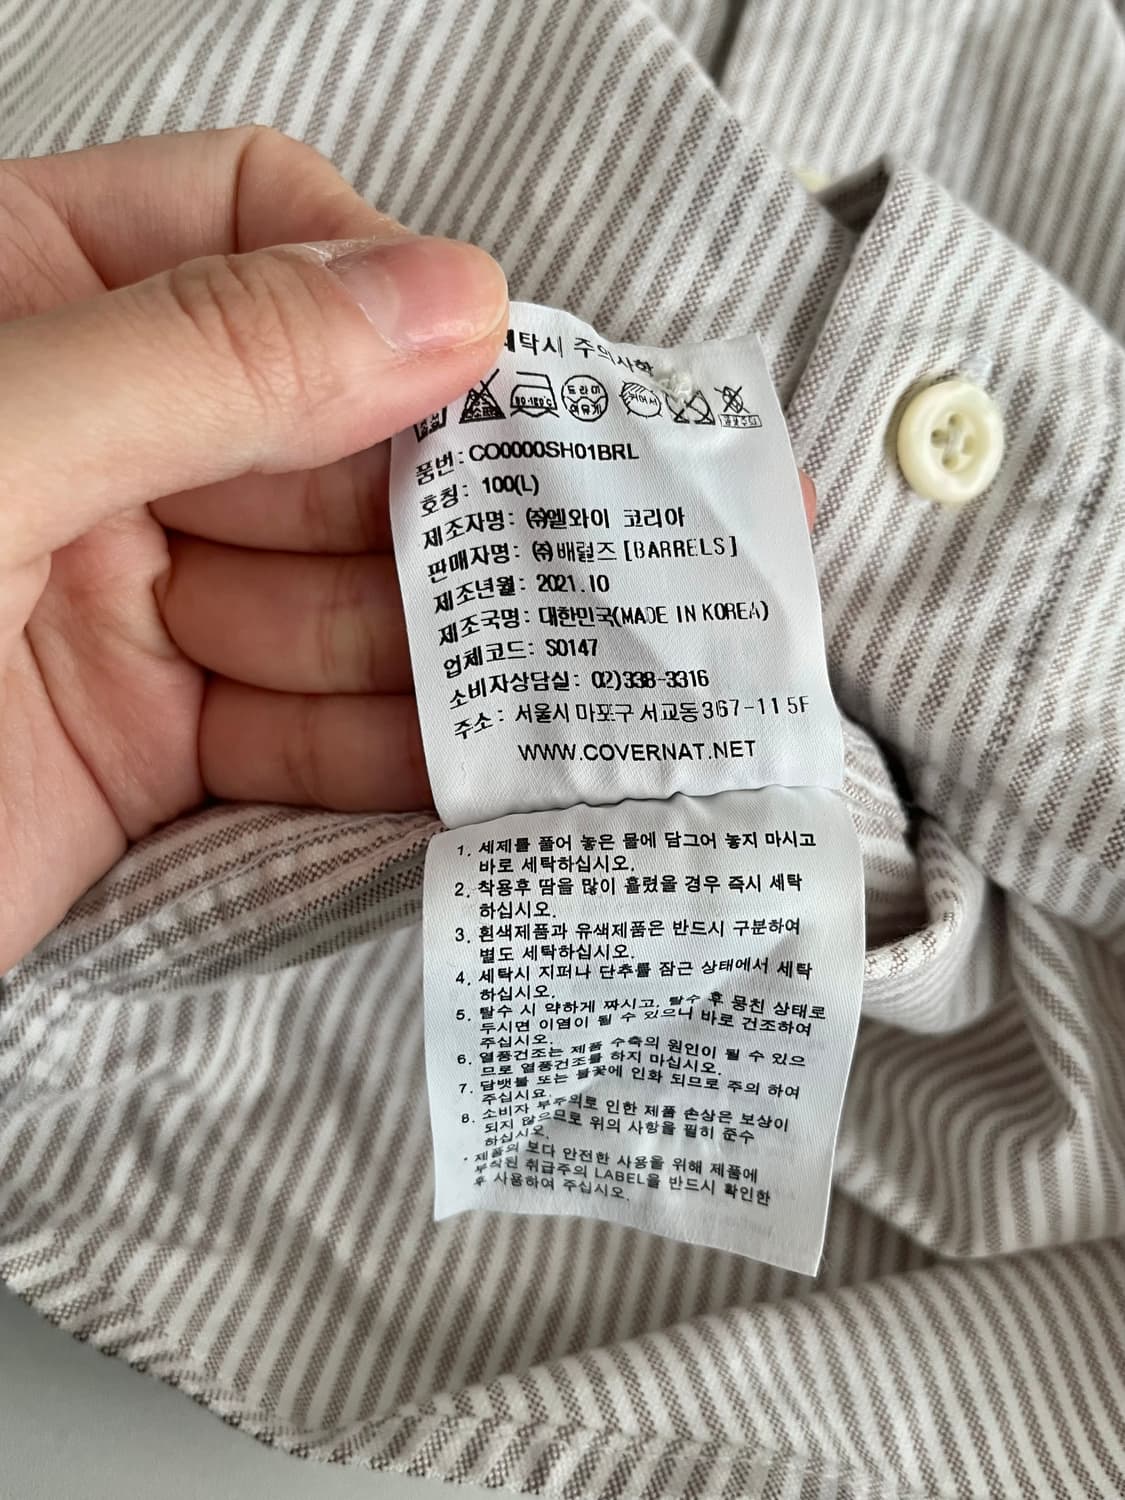 세탁시 주의사항
80-160°C
드라이
석유계
품번: CO0000SH01BRL
호칭: 100(L)
제조자명: ㈜엘와이 코리아
판매자명: ㈜배럴즈 [BARRELS]
제조년월: 2021.10
제조국명: 대한민국(MADE IN KOREA)
업체코드: S0147
소비자상담실: 02)338-3316
주소: 서울시 마포구 서교동367-11 5F
WWW.COVERNAT.NET
1. 세제를 풀어 놓은 물에 담그어 놓지 마시고
바로 세탁하십시오.
2. 착용후 땀을 많이 흘렸을 경우 즉시 세탁
하십시오.
3. 흰색제품과 유색제품은 반드시 구분하여
별도 세탁하십시오.
4. 세탁시 지퍼나 단추를 잠근 상태에서 세탁
하십시오.
5. 탈수 시 약하게 짜시고, 탈수 후 뭉친 상태로
두시면 이염이 될 수 있으니 바로 건조하여
주십시오.
6. 열풍건조는 제품 수축의 원인이 될 수 있으
므로 열풍건조를 하지 마십시오.
7. 담뱃불 또는 불꽃에 인화 되므로 주의 하여
주십시요.
8. 소비자 부주의로 인한 제품 손상은 보상이
되지 않으므로 위의 사항을 필히 준수
하십시오.
* 제품의 보다 안전한 사용을 위해 제품에
부착된 취급주의 LABEL을 반드시 확인한
후 사용하여 주십시오.